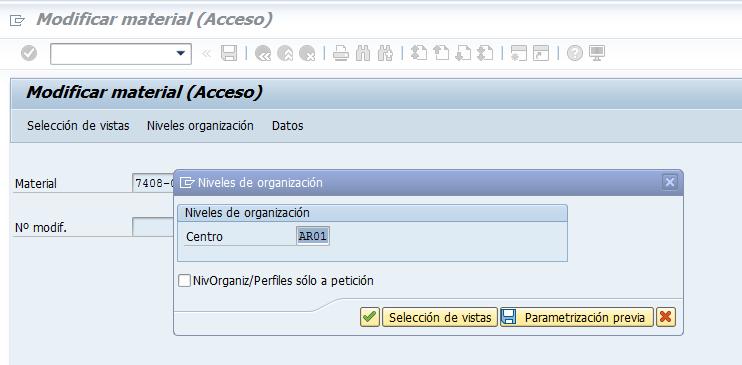 Modificar material (Acceso)
Modificar material (Acceso)
Selección de vistas Niveles organización Datos
Material 7408-
Niveles de organización
Niveles de organización
Nº modif.
Centro AR01
NivOrganiz/Perfiles sólo a petición
Selección de vistas Parametrización previa